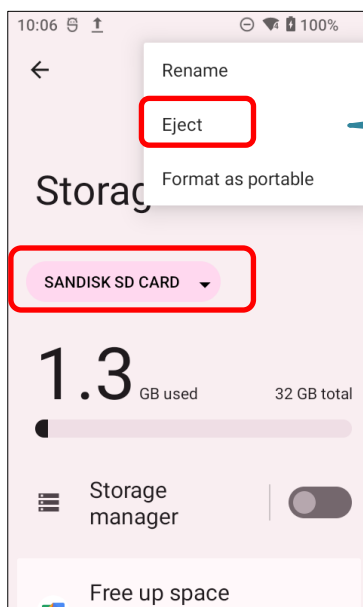 10:06 100%
Rename
Eject
Storag
Format as portable
SANDISK SD CARD
1.3 GB used 32 GB total
Storage
manager
Free up space